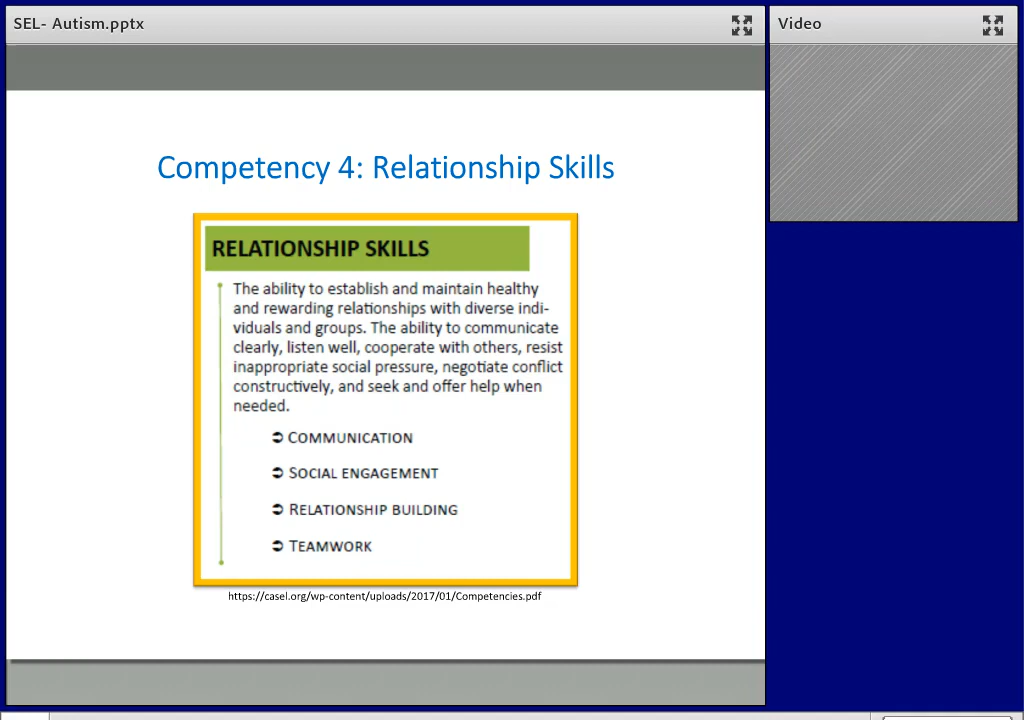 SEL- Autism.pptx
Video
Competency 4: Relationship Skills
RELATIONSHIP SKILLS
The ability to establish and maintain healthy
and rewarding relationships with diverse indi-
viduals and groups. The ability to communicate
clearly, listen well, cooperate with others, resist
inappropriate social pressure, negotiate conflict
constructively, and seek and offer help when
needed.
➲ COMMUNICATION
➲ SOCIAL ENGAGEMENT
➲ RELATIONSHIP BUILDING
➲ TEAMWORK
https://casel.org/wp-content/uploads/2017/01/Competencies.pdf